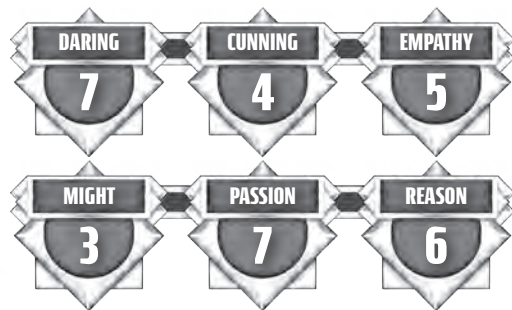 DARING CUNNING EMPATHY
7 4 5
MIGHT PASSION REASON
3 7 6